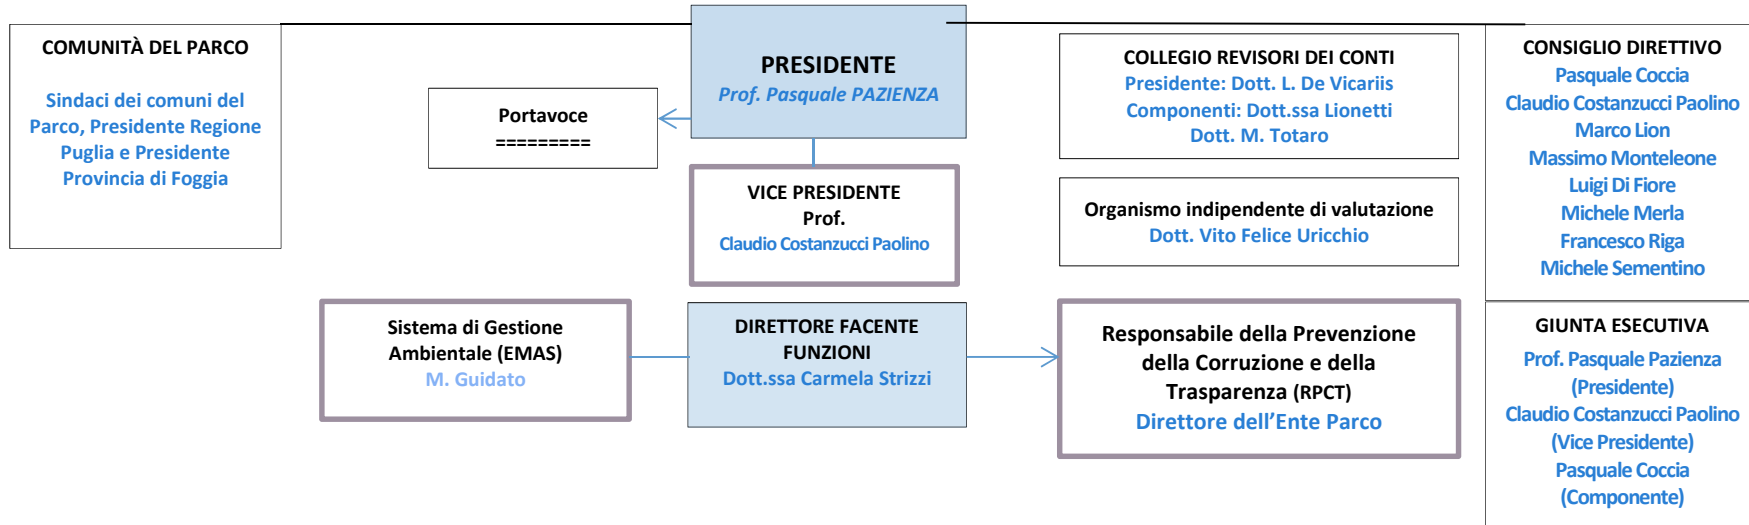 COMUNITÀ DEL PARCO
Sindaci dei comuni del
Parco, Presidente Regione
Puglia e Presidente
Provincia di Foggia
PRESIDENTE
Prof. Pasquale PAZIENZA
Portavoce
=========
VICE PRESIDENTE
Prof.
Claudio Costanzucci Paolino
COLLEGIO REVISORI DEI CONTI
Presidente: Dott. L. De Vicariis
Componenti: Dott.ssa Lionetti
Dott. M. Totaro
Organismo indipendente di valutazione
Dott. Vito Felice Uricchio
CONSIGLIO DIRETTIVO
Pasquale Coccia
Claudio Costanzucci Paolino
Marco Lion
Massimo Monteleone
Luigi Di Fiore
Michele Merla
Francesco Riga
Michele Sementino
Sistema di Gestione
Ambientale (EMAS)
M. Guidato
DIRETTORE FACENTE
FUNZIONI
Dott.ssa Carmela Strizzi
Responsabile della Prevenzione
della Corruzione e della
Trasparenza (RPCT)
Direttore dell’Ente Parco
GIUNTA ESECUTIVA
Prof. Pasquale Pazienza
(Presidente)
Claudio Costanzucci Paolino
(Vice Presidente)
Pasquale Coccia
(Componente)